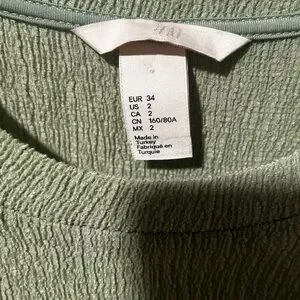 EUR 34
US 2
CA 2
CN 160/80A
MX 2
Made in
Turkey
Fabriqué en
Turquie